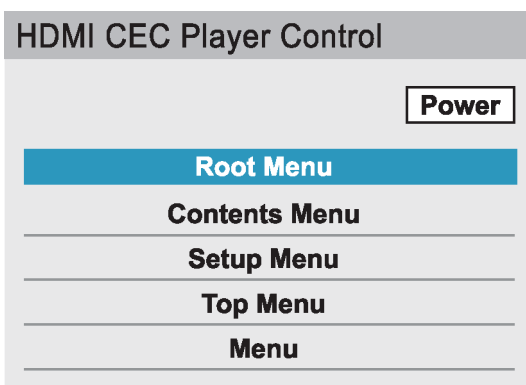 HDMI CEC Player Control
Power
Root Menu
Contents Menu
Setup Menu
Top Menu
Menu